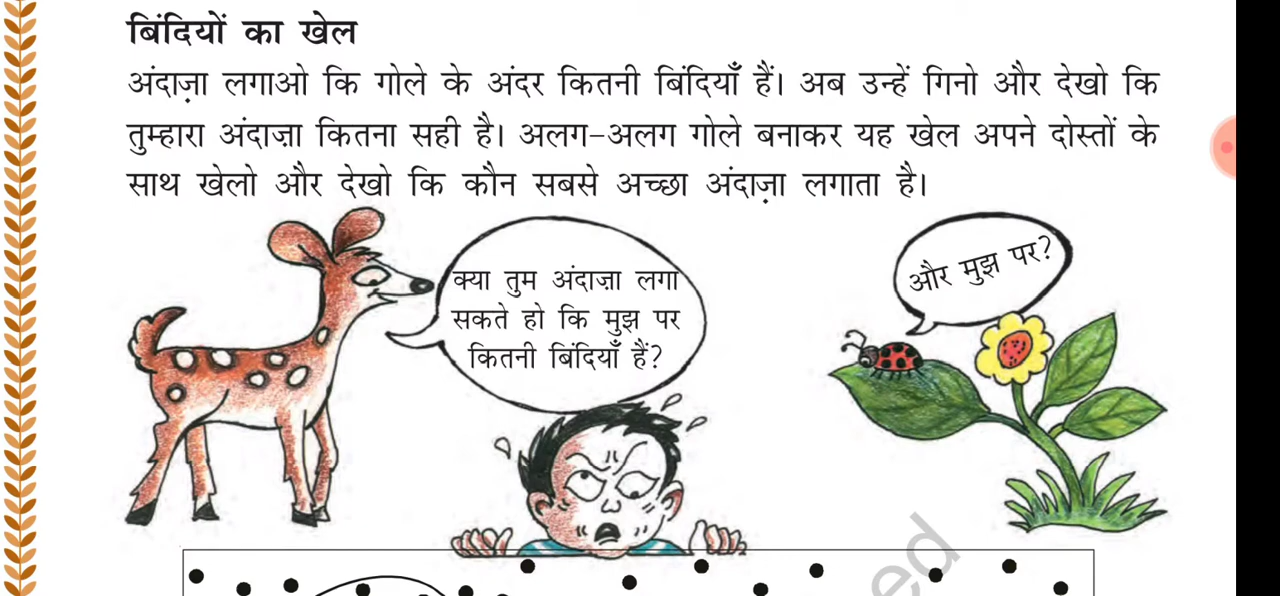 बिंदियों का खेल
अंदाज़ा लगाओ कि गोले के अंदर कितनी बिंदियाँ हैं। अब उन्हें गिनो और देखो कि
तुम्हारा अंदाज़ा कितना सही है। अलग-अलग गोले बनाकर यह खेल अपने दोस्तों के
साथ खेलो और देखो कि कौन सबसे अच्छा अंदाज़ा लगाता है।
क्या तुम अंदाज़ा लगा
सकते हो कि मुझ पर
कितनी बिंदियाँ हैं?
और मुझ पर?